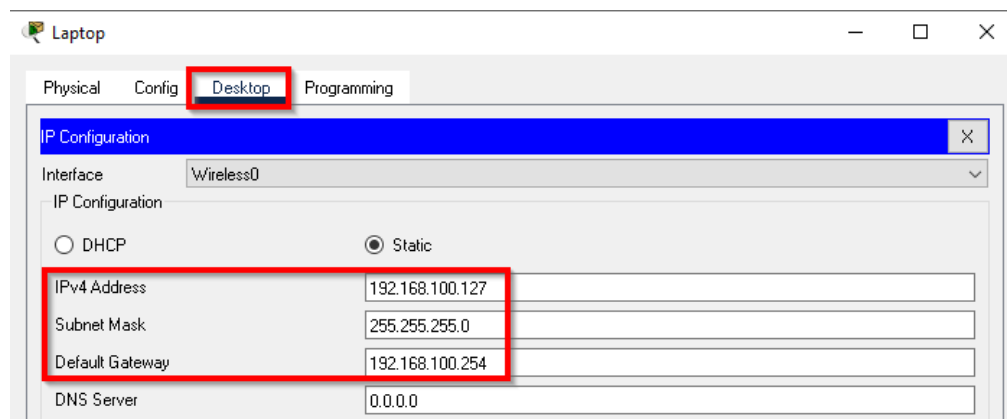 Laptop
Physical Config Desktop Programming
IP Configuration X
Interface Wireless0
IP Configuration
DHCP Static
IPv4 Address 192.168.100.127
Subnet Mask 255.255.255.0
Default Gateway 192.168.100.254
DNS Server 0.0.0.0